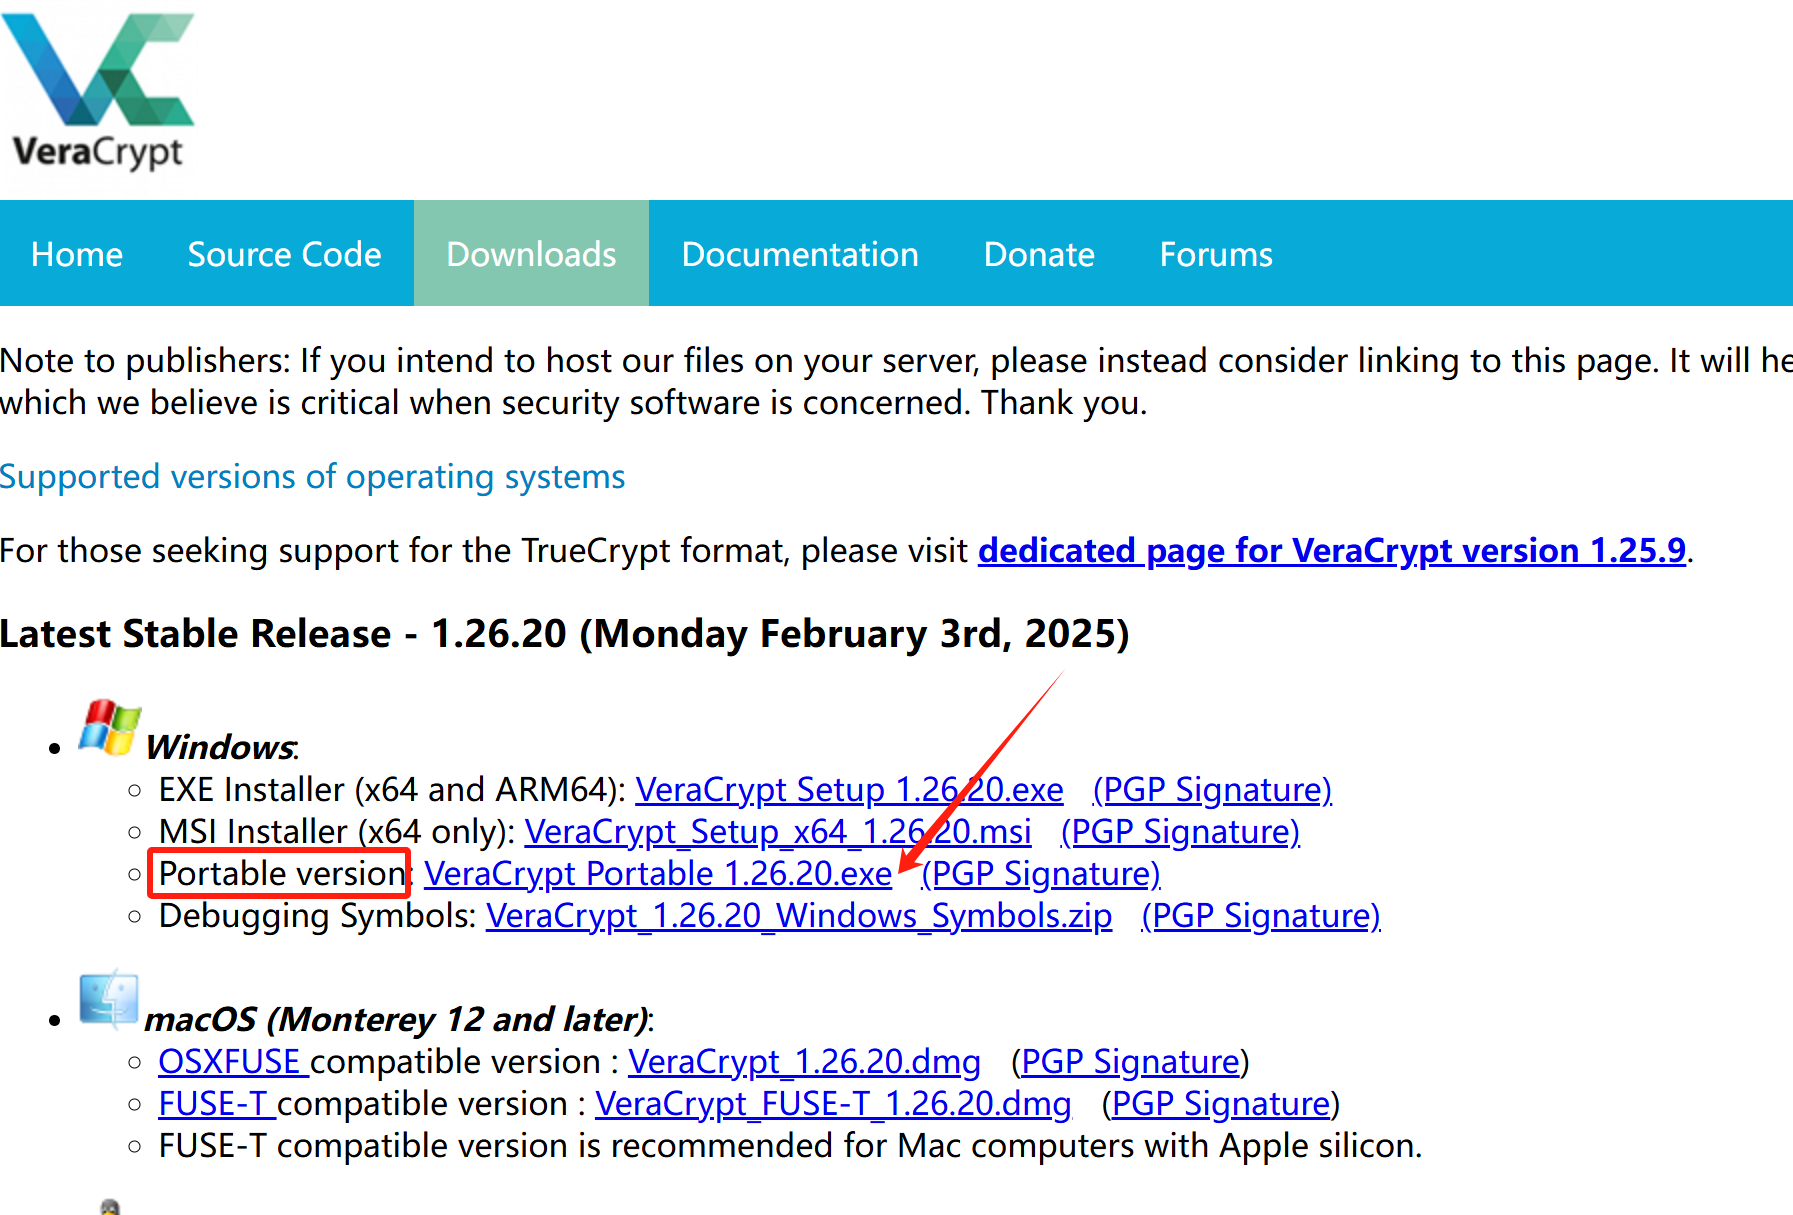 VeraCrypt
Home Source Code Downloads Documentation Donate Forums
Note to publishers: If you intend to host our files on your server, please instead consider linking to this page. It will he
which we believe is critical when security software is concerned. Thank you.
Supported versions of operating systems
For those seeking support for the TrueCrypt format, please visit dedicated page for VeraCrypt version 1.25.9.
Latest Stable Release - 1.26.20 (Monday February 3rd, 2025)
Windows:
EXE Installer (x64 and ARM64): VeraCrypt Setup 1.26.20.exe (PGP Signature)
MSI Installer (x64 only): VeraCrypt_Setup_x64_1.26.20.msi (PGP Signature)
Portable version: VeraCrypt Portable 1.26.20.exe (PGP Signature)
Debugging Symbols: VeraCrypt_1.26.20_Windows_Symbols.zip (PGP Signature)
macOS (Monterey 12 and later):
OSXFUSE compatible version : VeraCrypt_1.26.20.dmg (PGP Signature)
FUSE-T compatible version : VeraCrypt_FUSE-T_1.26.20.dmg (PGP Signature)
FUSE-T compatible version is recommended for Mac computers with Apple silicon.